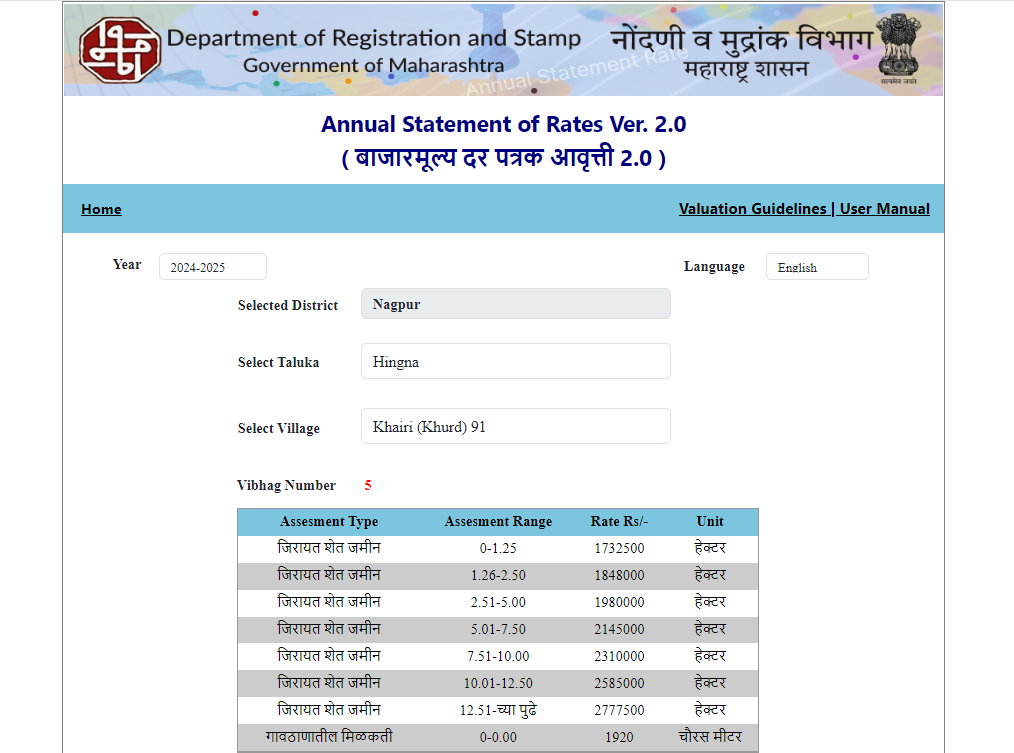 Department of Registration and Stamp
Government of Maharashtra
नोंदणी व मुद्रांक विभाग
महाराष्ट्र शासन
सत्यमेव जयते
Annual Statement Rate
Annual Statement of Rates Ver. 2.0
( बाजारमूल्य दर पत्रक आवृत्ती 2.0 )
Home Valuation Guidelines | User Manual
Year 2024-2025 Language English
Selected District Nagpur
Select Taluka Hingna
Select Village Khairi (Khurd) 91
Vibhag Number 5
Assesment Type Assesment Range Rate Rs/- Unit
जिरायत शेत जमीन 0-1.25 1732500 हेक्टर
जिरायत शेत जमीन 1.26-2.50 1848000 हेक्टर
जिरायत शेत जमीन 2.51-5.00 1980000 हेक्टर
जिरायत शेत जमीन 5.01-7.50 2145000 हेक्टर
जिरायत शेत जमीन 7.51-10.00 2310000 हेक्टर
जिरायत शेत जमीन 10.01-12.50 2585000 हेक्टर
जिरायत शेत जमीन 12.51-च्या पुढे 2777500 हेक्टर
गावठाणातील मिळकती 0-0.00 1920 चौरस मीटर